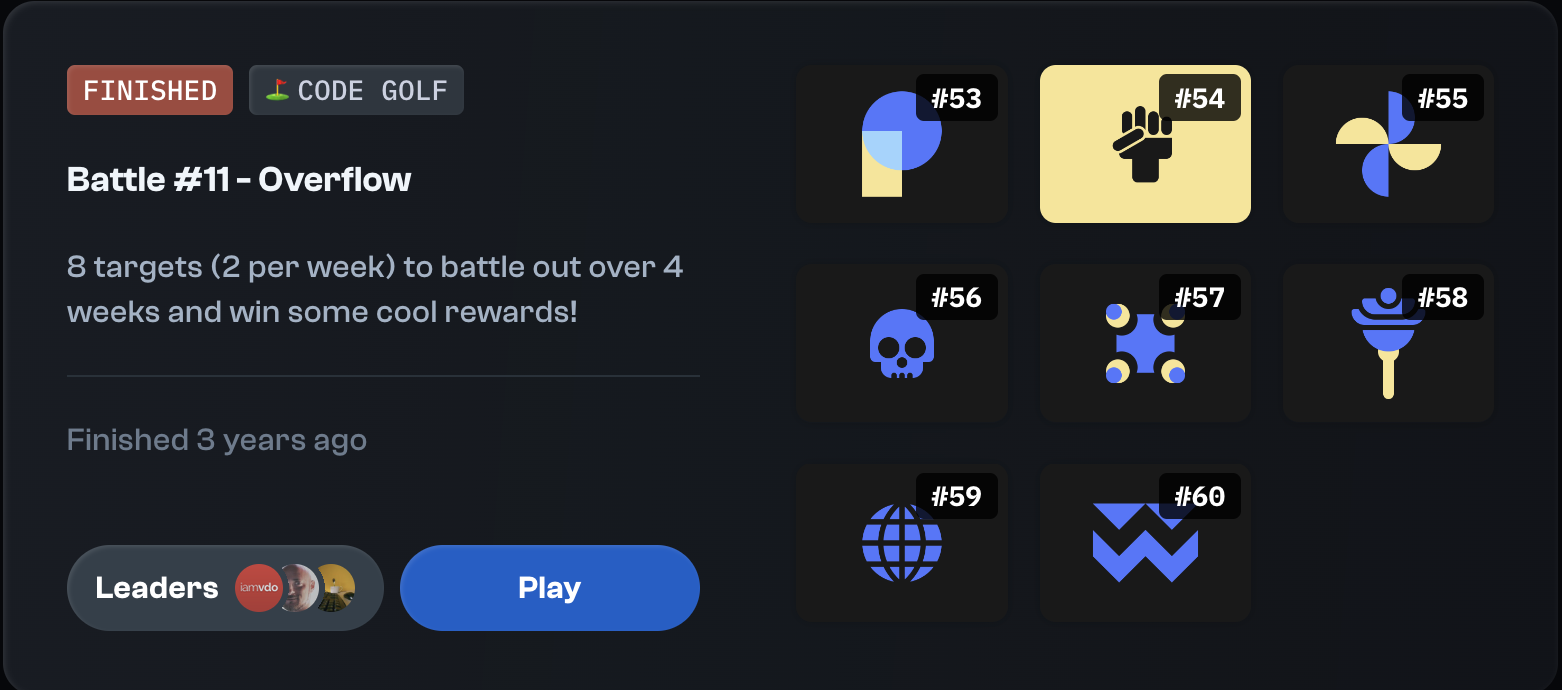 FINISHED
CODE GOLF
Battle #11 - Overflow
8 targets (2 per week) to battle out over 4
weeks and win some cool rewards!
Finished 3 years ago
Leaders
iamvdo
Play
#53
#54
#55
#56
#57
#58
#59
#60